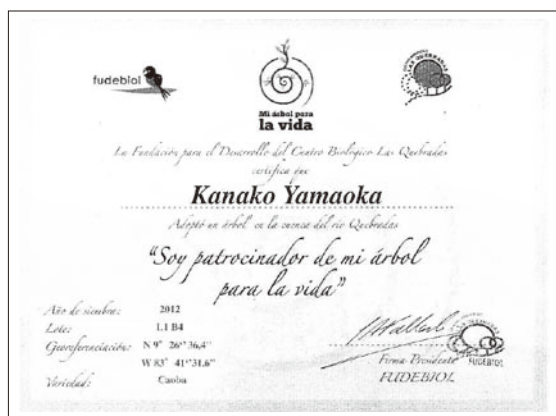 fudebiol
Mi árbol para
la vida
La Fundación para el Desarrollo del Centro Biológico Las Quebradas
certifica que
Kanako Yamaoka
Adoptó un árbol en la cuenca del río Quebradas
"Soy patrocinador de mi árbol
para la vida"
Año de siembra: 2012
Lote: L1 B4
Georeferenciación: N 9° 26'' 36,4''
W 83° 41''31.6''
Variedad: Caoba
Firma Presidente
FUDEBIOL
FUDEBIOL